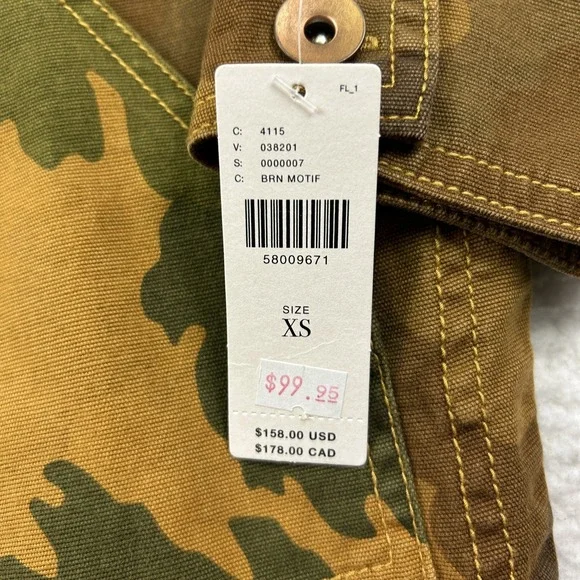 FL_1
C: 4115
V: 038201
S: 0000007
C: BRN MOTIF
58009671
SIZE
XS
$99.95
$158.00 USD
$178.00 CAD